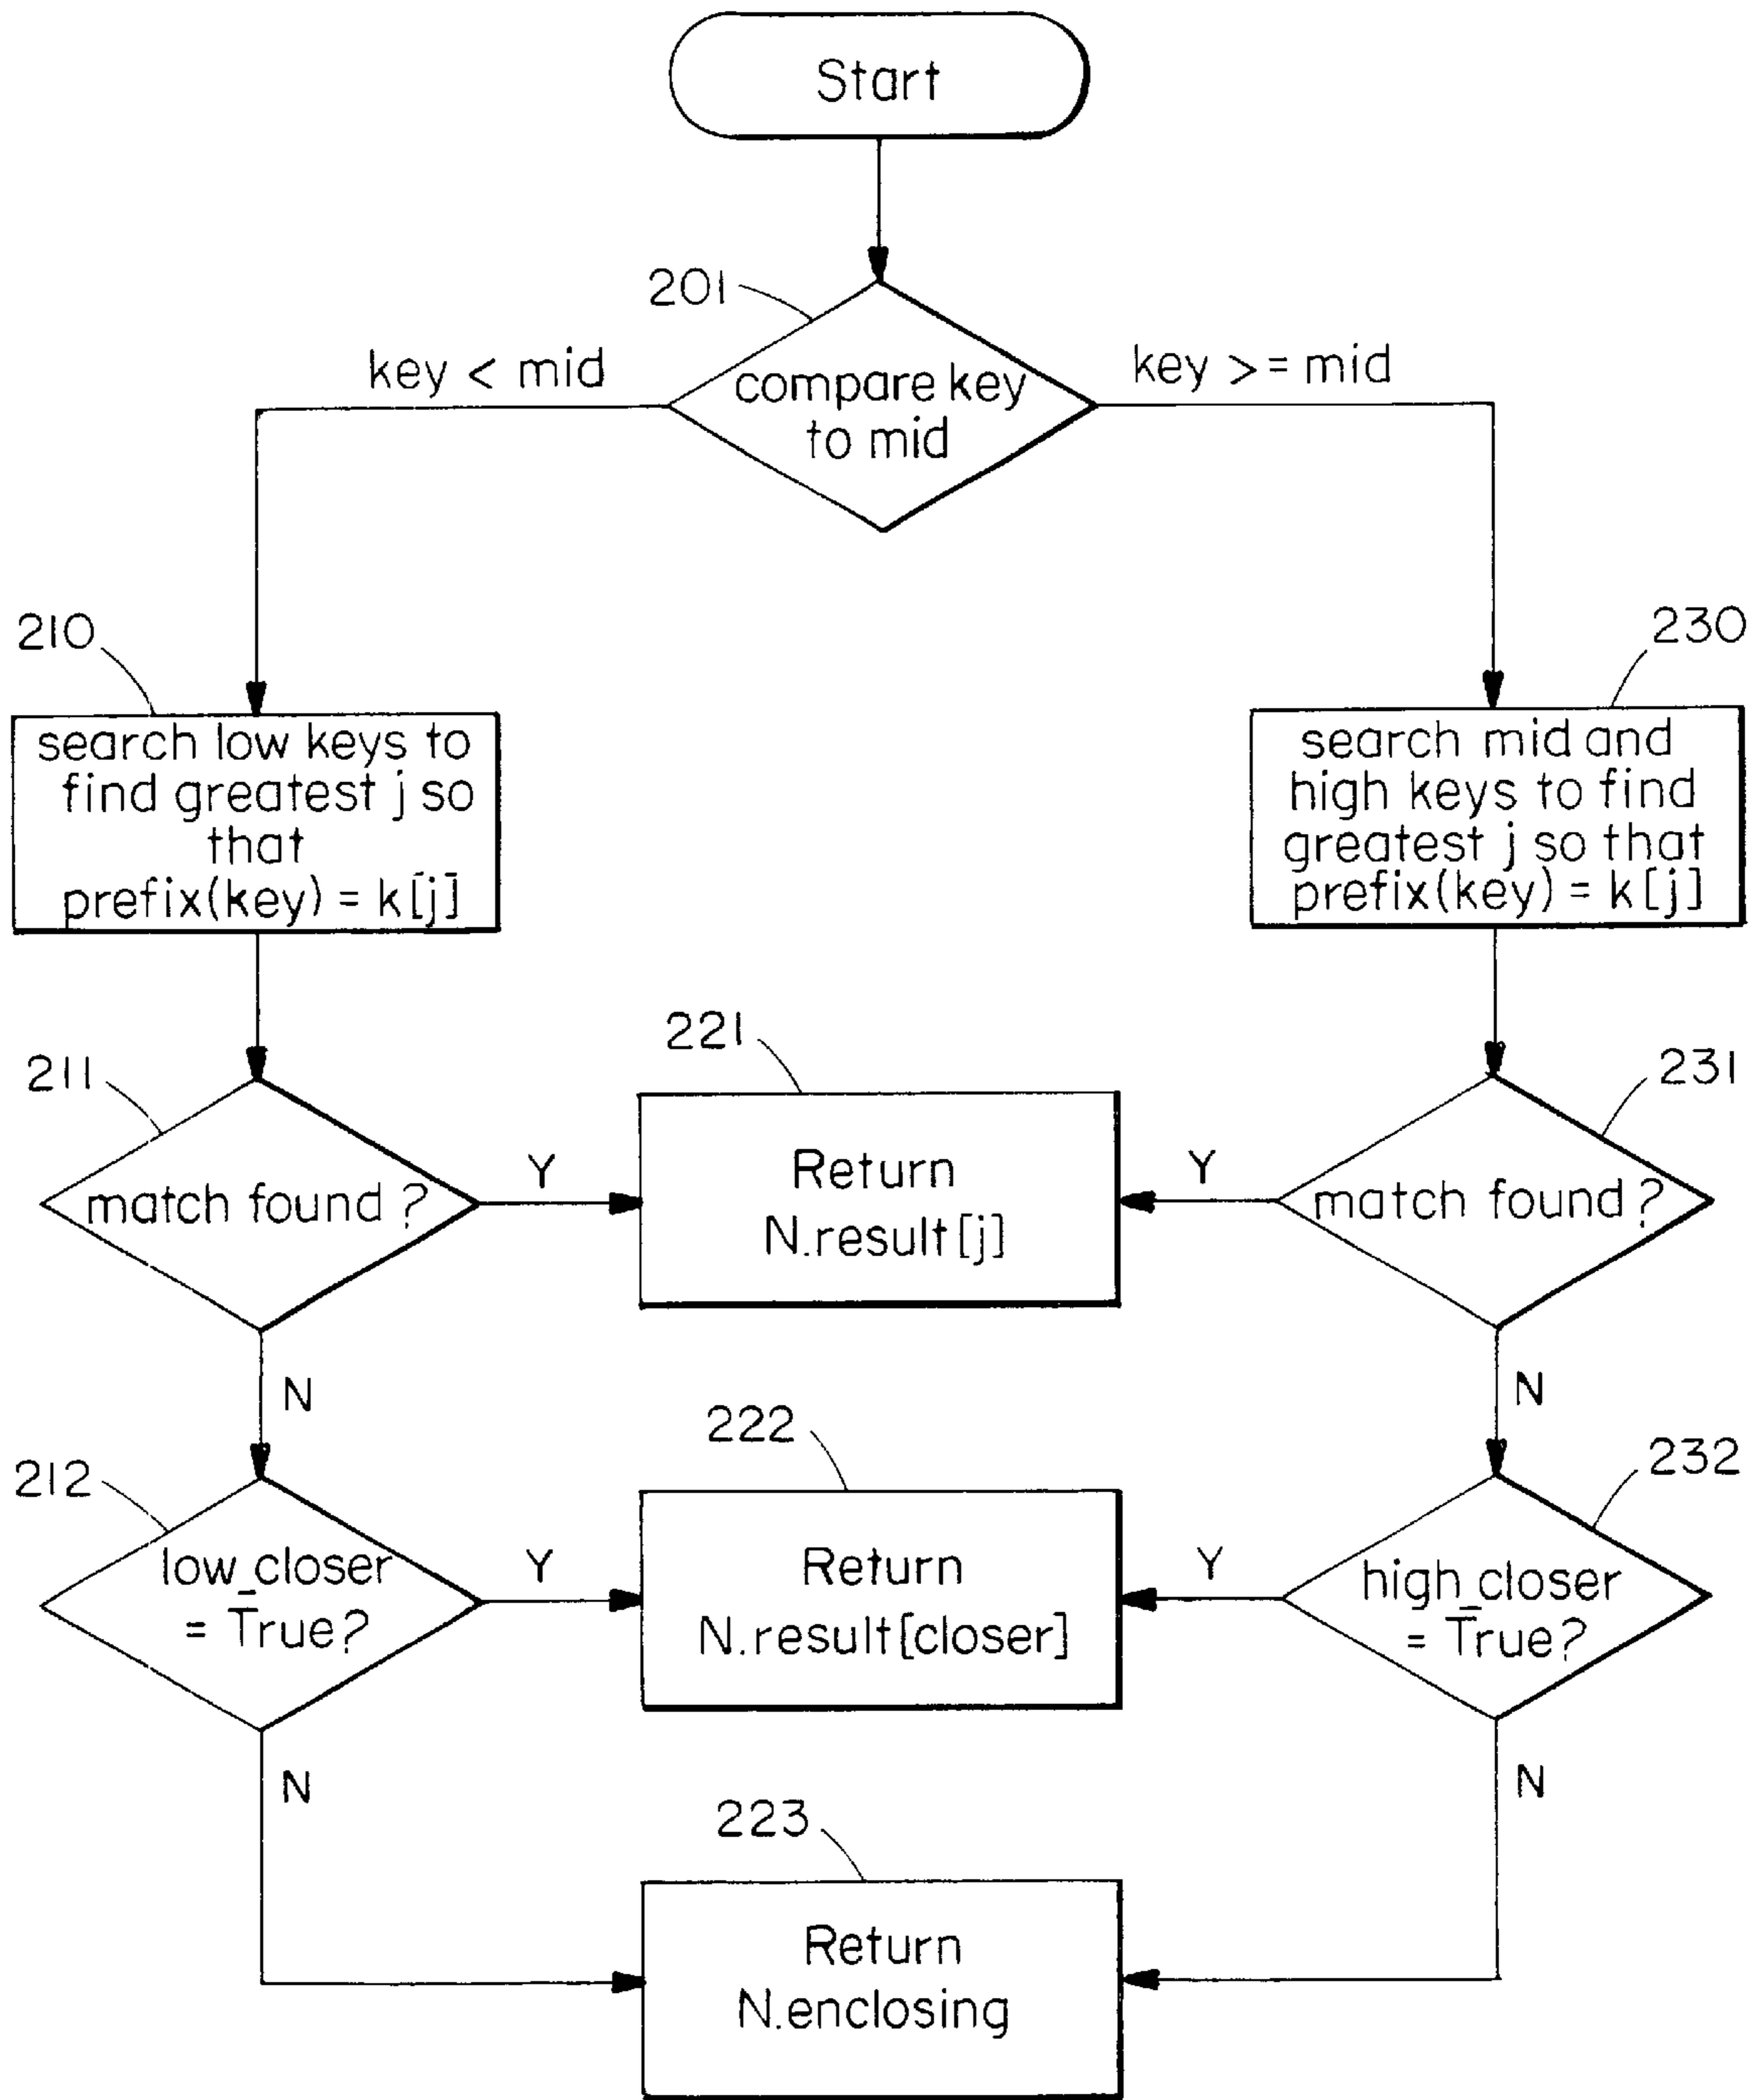 Start
201
key < mid
key >= mid
compare key
to mid
210
230
search low keys to
find greatest j so
that
prefix(key) = k[j]
search mid and
high keys to find
greatest j so that
prefix(key) = k[j]
221
211
231
match found?
Y
Return
N.result[j]
Y
match found?
N
N
222
212
232
low_closer
= True?
Y
Return
N.result[closer]
Y
high_closer
= True?
N
N
223
Return
N.enclosing